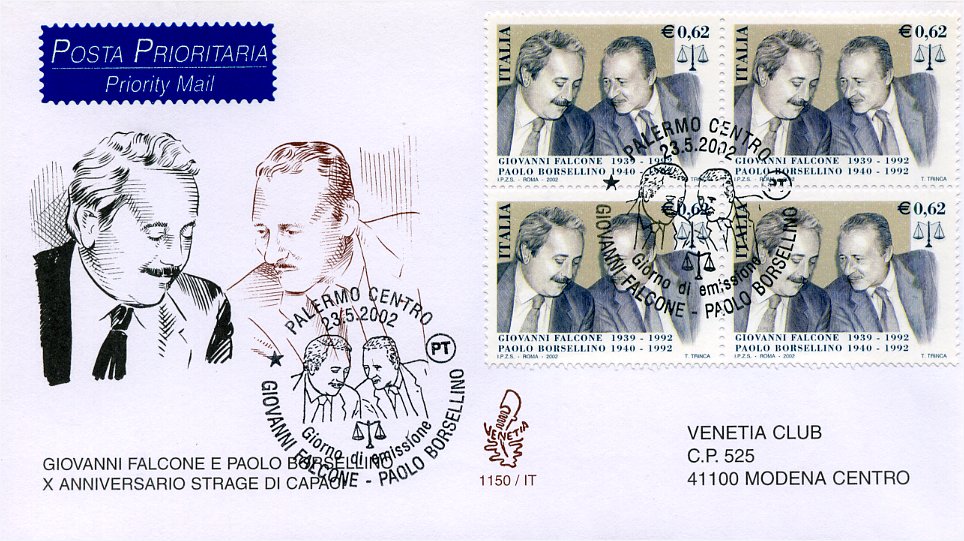 POSTA PRIORITARIA
Priority Mail
ITALIA
€0,62
GIOVANNI FALCONE 1939 - 1992
PAOLO BORSELLINO 1940 - 1992
I.P.Z.S. - ROMA - 2002 T. TRINCA
ITALIA
€0,62
GIOVANNI FALCONE 1939 - 1992
PAOLO BORSELLINO 1940 - 1992
I.P.Z.S. - ROMA - 2002 T. TRINCA
ITALIA
€0,62
GIOVANNI FALCONE 1939 - 1992
PAOLO BORSELLINO 1940 - 1992
I.P.Z.S. - ROMA - 2002 T. TRINCA
ITALIA
€0,62
GIOVANNI FALCONE 1939 - 1992
PAOLO BORSELLINO 1940 - 1992
I.P.Z.S. - ROMA - 2002 T. TRINCA
PALERMO CENTRO
23.5.2002
PT
Giorno di emissione
GIOVANNI FALCONE - PAOLO BORSELLINO
PALERMO CENTRO
23.5.2002
PT
Giorno di emissione
GIOVANNI FALCONE - PAOLO BORSELLINO
GIOVANNI FALCONE E PAOLO BORSELLINO
X ANNIVERSARIO STRAGE DI CAPACI
VENETIA
1150 / IT
VENETIA CLUB
C.P. 525
41100 MODENA CENTRO